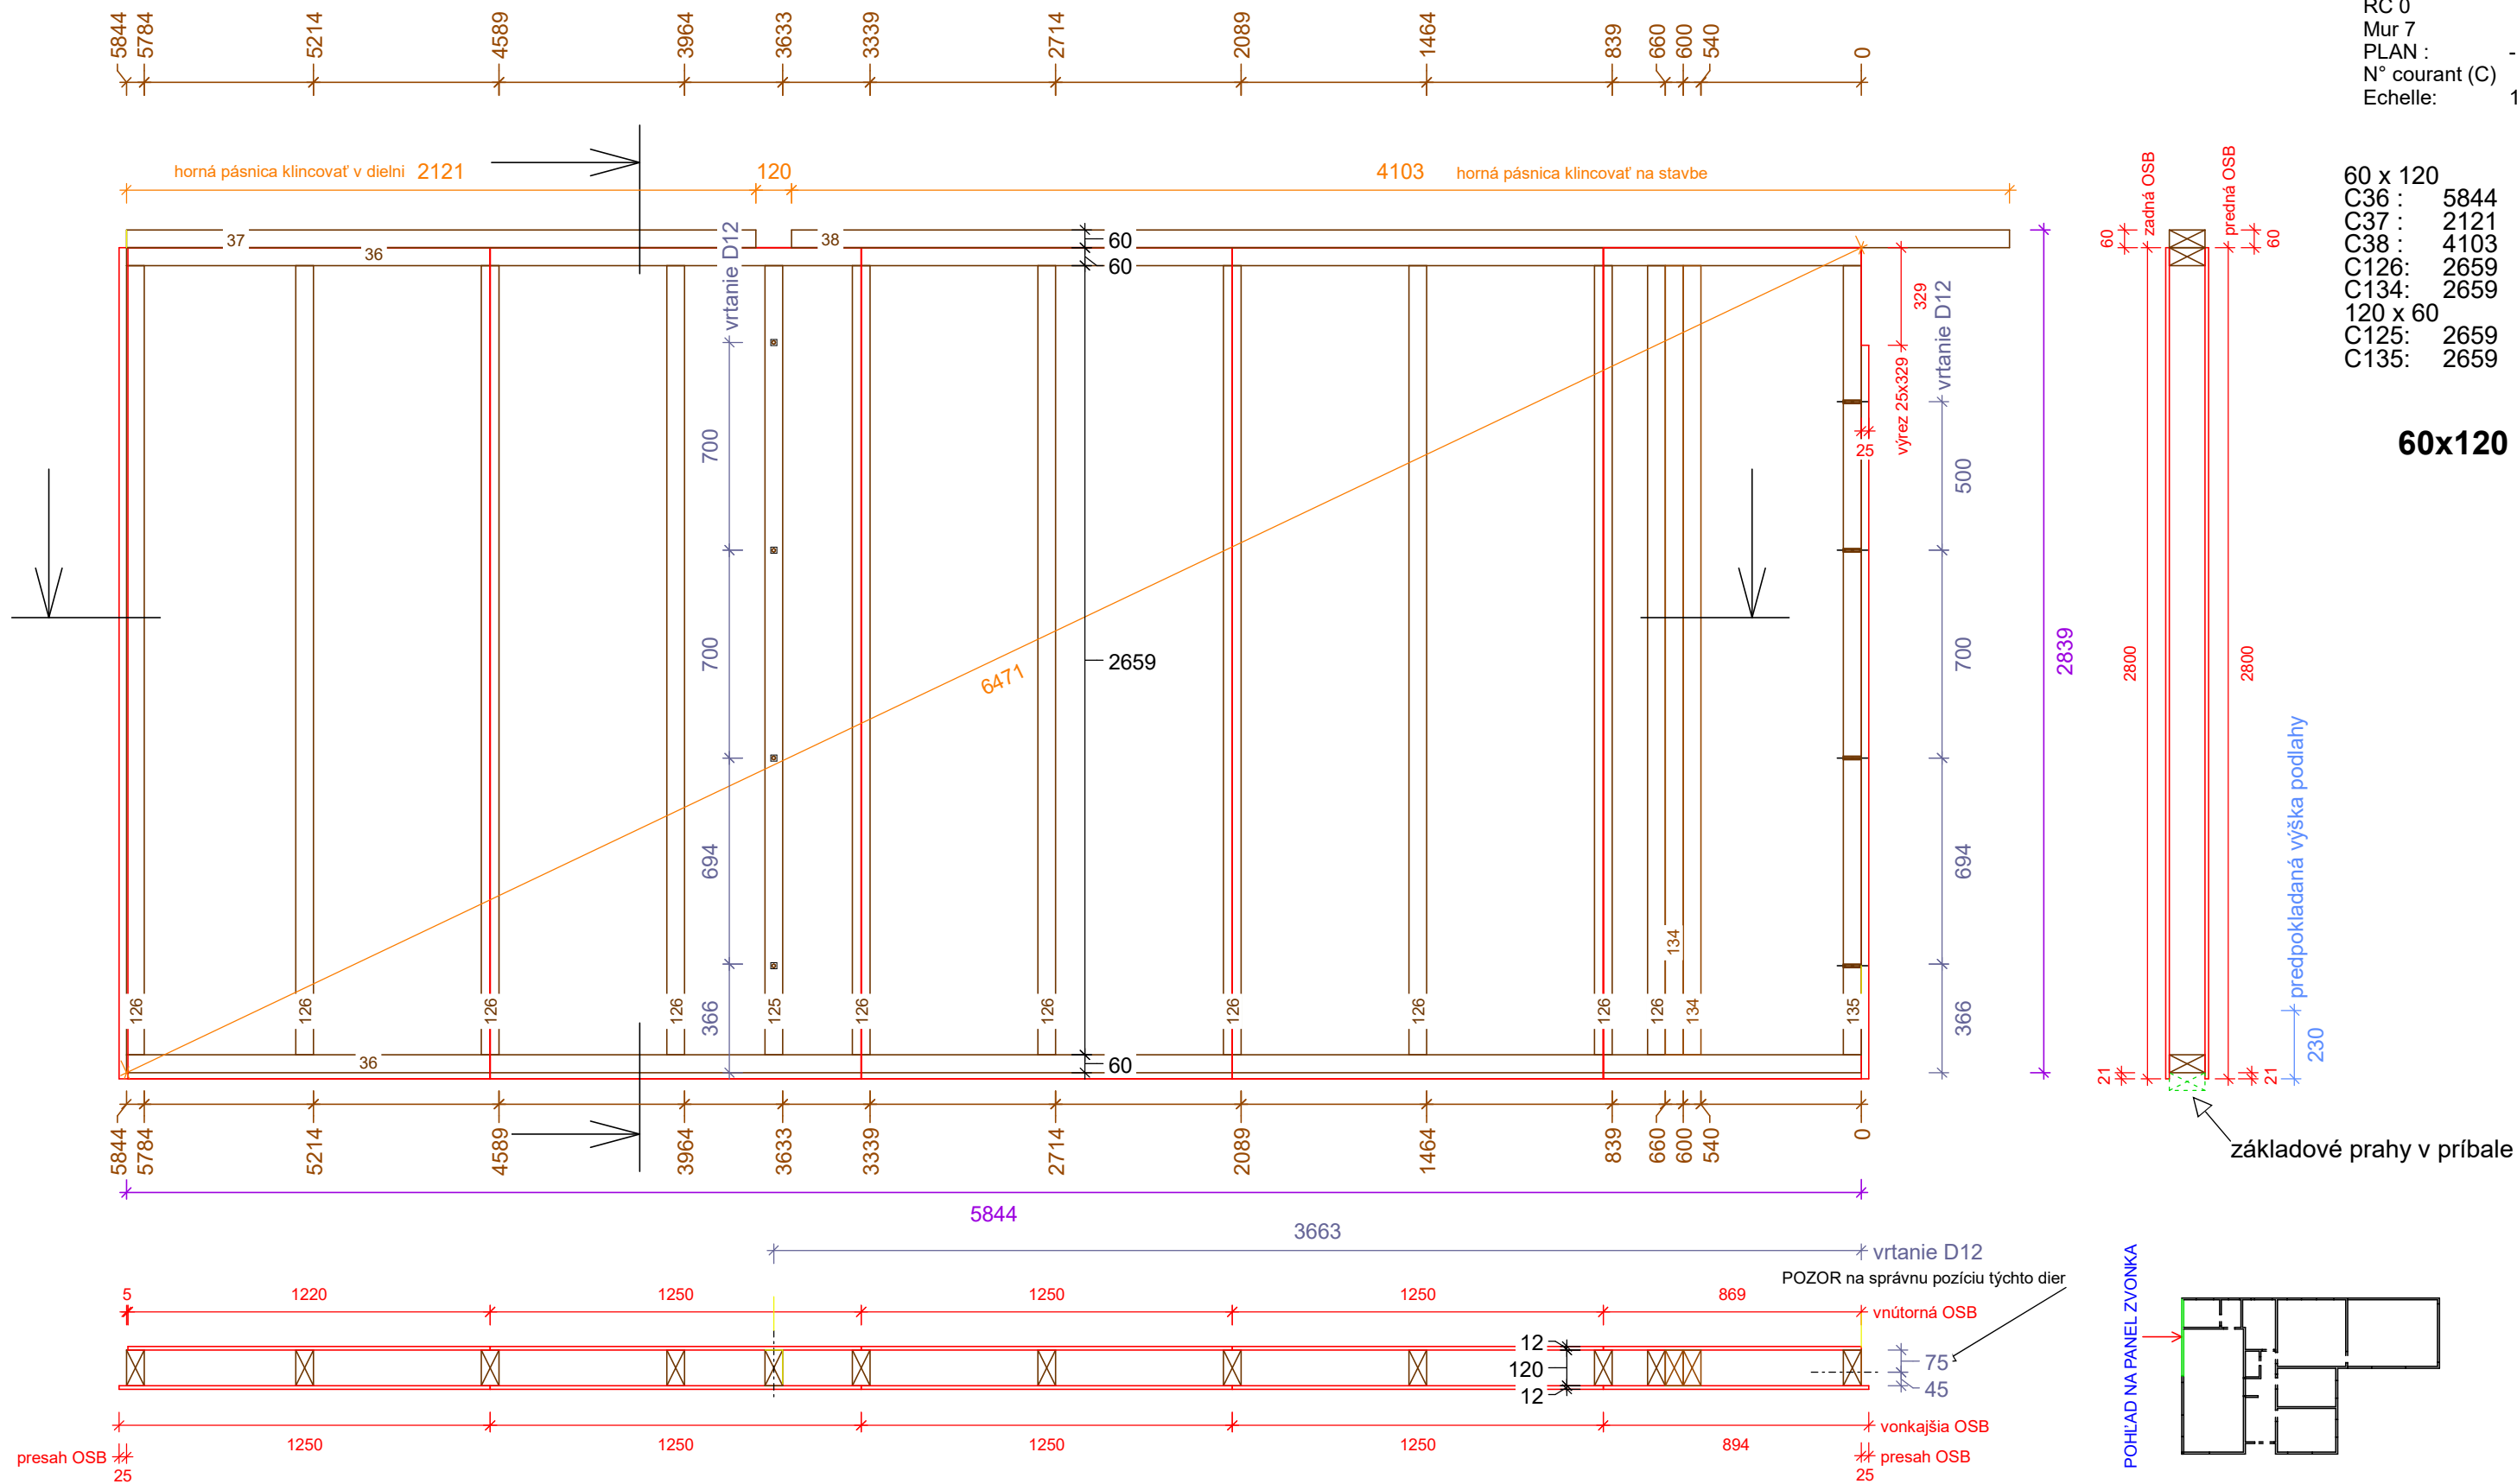 5844 5784 5214 4589 3964 3633 3339 2714 2089 1464 839 660 600 540 0
RC 0
Mur 7
PLAN : -
N° courant (C)
Echelle: 1
horná pásnica klincovať v dielni 2121 120 4103 horná pásnica klincovať na stavbe
37 38 60
36 60
vrtanie D12
700
700
694
366
2659
6471
60
36
126 126 126 126 125 126 126 126 126 126 126 134 134 135
329
výrez 25x329
25
vrtanie D12
500
700
694
366
2839
zadná OSB
predná OSB
60 60
2800 2800
21 21
predpokladaná výška podlahy
230
základové prahy v príbale
60 x 120
C36 : 5844
C37 : 2121
C38 : 4103
C126: 2659
C134: 2659
120 x 60
C125: 2659
C135: 2659
60x120
5844 5784 5214 4589 3964 3633 3339 2714 2089 1464 839 660 600 540 0
5844
3663
vrtanie D12
POZOR na správnu pozíciu týchto dier
5 1220 1250 1250 1250 869
vnútorná OSB
12
120
12
75
45
vonkajšia OSB
1250 1250 1250 1250 894
presah OSB
25
presah OSB
25
POHĽAD NA PANEL ZVONKA